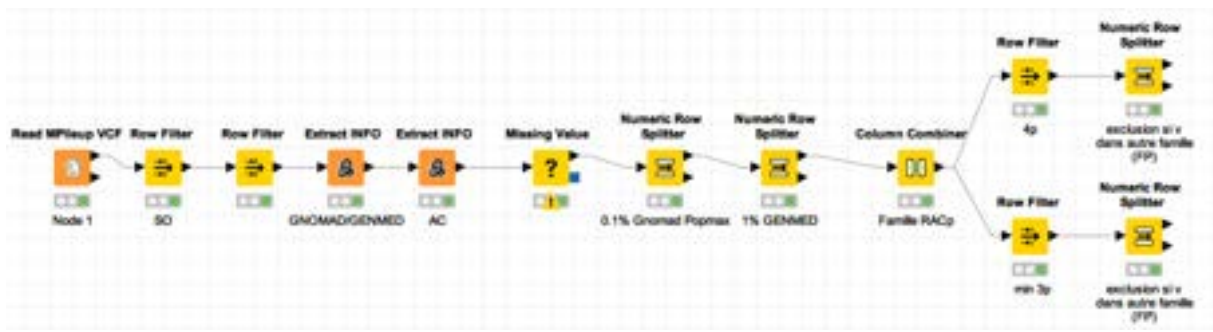 Numeric Row
Splitter
Row Filter
4p
exclusion si v
dans autre famille
(FIP)
Read MPileup VCF
Node 1
Row Filter
SO
Row Filter
Extract INFO
GNOMAD/GENMED
Extract INFO
AC
Missing Value
?
!
Numeric Row
Splitter
0.1% Gnomad Popmax
Numeric Row
Splitter
1% GENMED
Column Combiner
Famille RACp
Row Filter
min 3p
Numeric Row
Splitter
exclusion si v
dans autre famille
(FIP)